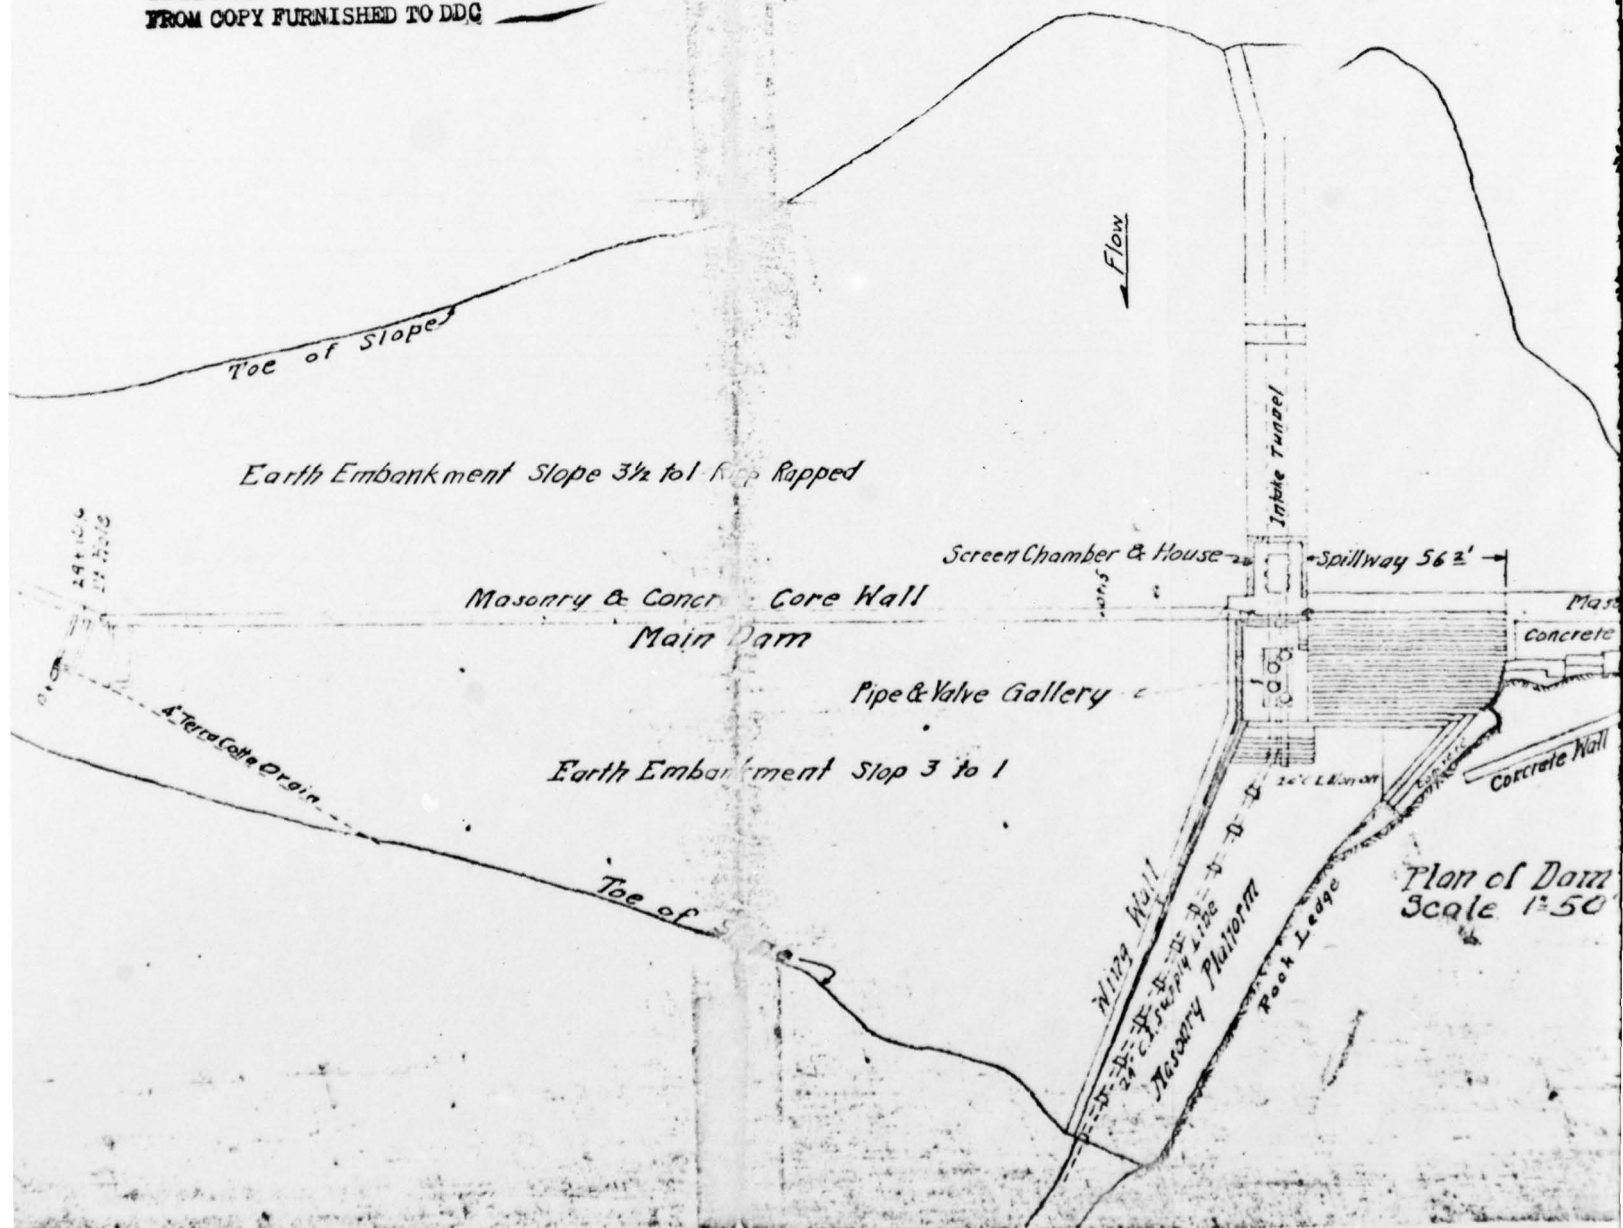 FROM COPY FURNISHED TO DDC
Flow
Toe of Slope
Intake Tunnel
Earth Embankment Slope 3½ to 1 Rapped
Screen Chamber & House
Spillway 56
Masonry & Concr Core Wall
Mas
Concrete
Main Dam
Pipe & Valve Gallery
4" Terra Cotta Drain
Earth Embankment Slop 3 to 1
Concrete Wall
Toe of
Wing Wall
24" C.I. Supply Line
Masonry Platform
Rock Ledge
Plan of Dam
Scale 1"=50'